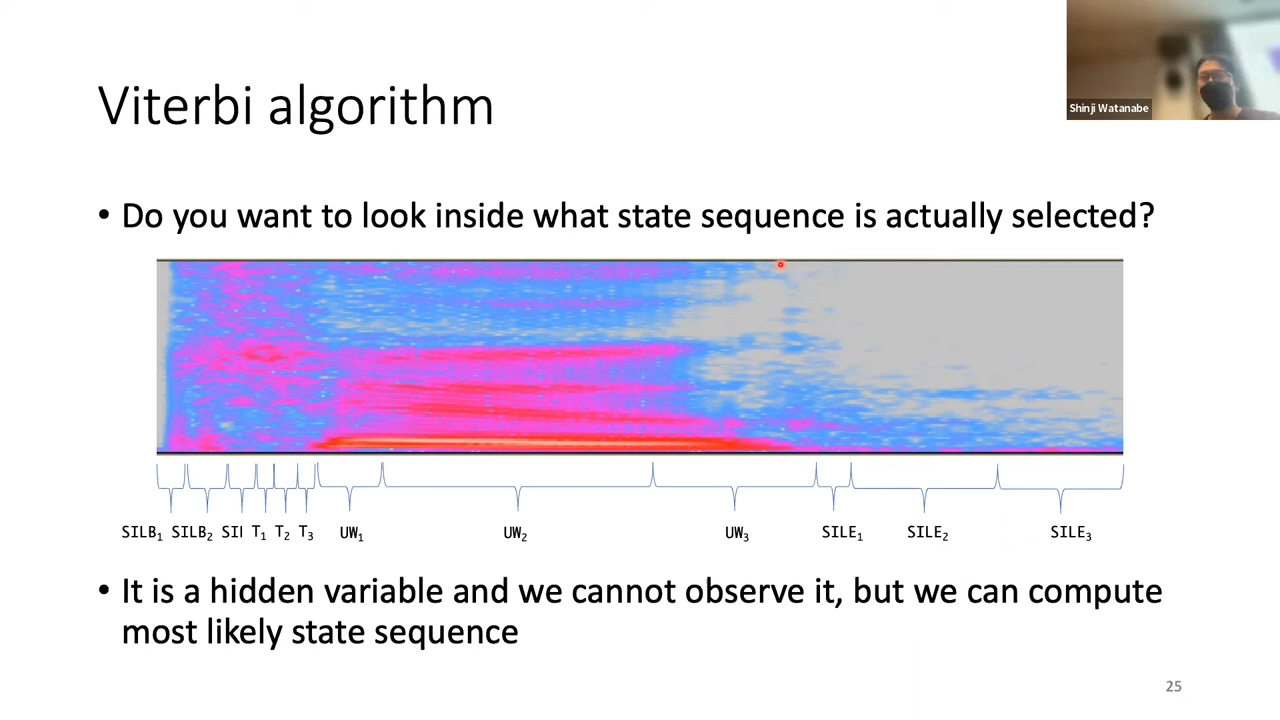 Shinji Watanabe
Viterbi algorithm
• Do you want to look inside what state sequence is actually selected?
SILB₁ SILB₂ SII T₁ T₂ T₃ UW₁ UW₂ UW₃ SILE₁ SILE₂ SILE₃
• It is a hidden variable and we cannot observe it, but we can compute
most likely state sequence
25